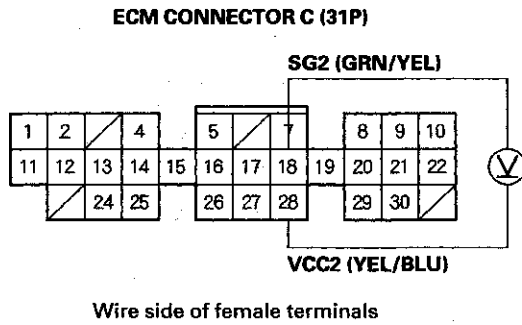 ECM CONNECTOR C (31P)
SG2 (GRN/YEL)
1 2 4 5 7 8 9 10
11 12 13 14 15 16 17 18 19 20 21 22
24 25 26 27 28 29 30
V
VCC2 (YEL/BLU)
Wire side of female terminals